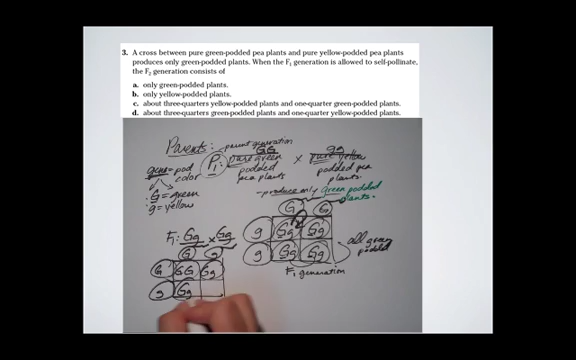 3. A cross between pure green-podded pea plants and pure yellow-podded pea plants
produces only green-podded plants. When the F₁ generation is allowed to self-pollinate,
the F₂ generation consists of
a. only green-podded plants.
b. only yellow-podded plants.
c. about three-quarters yellow-podded plants and one-quarter green-podded plants.
d. about three-quarters green-podded plants and one-quarter yellow-podded plants.
Parents: parent generation
GG gg
gene = pod color
P₁: pure green podded pea plants × pure yellow podded pea plants.
G = green
g = yellow
-produce only green podded plants.
G G
g Gg Gg
g Gg Gg
all green podded
F₁ generation
F₁: Gg × Gg
G g
G GG Gg
g Gg